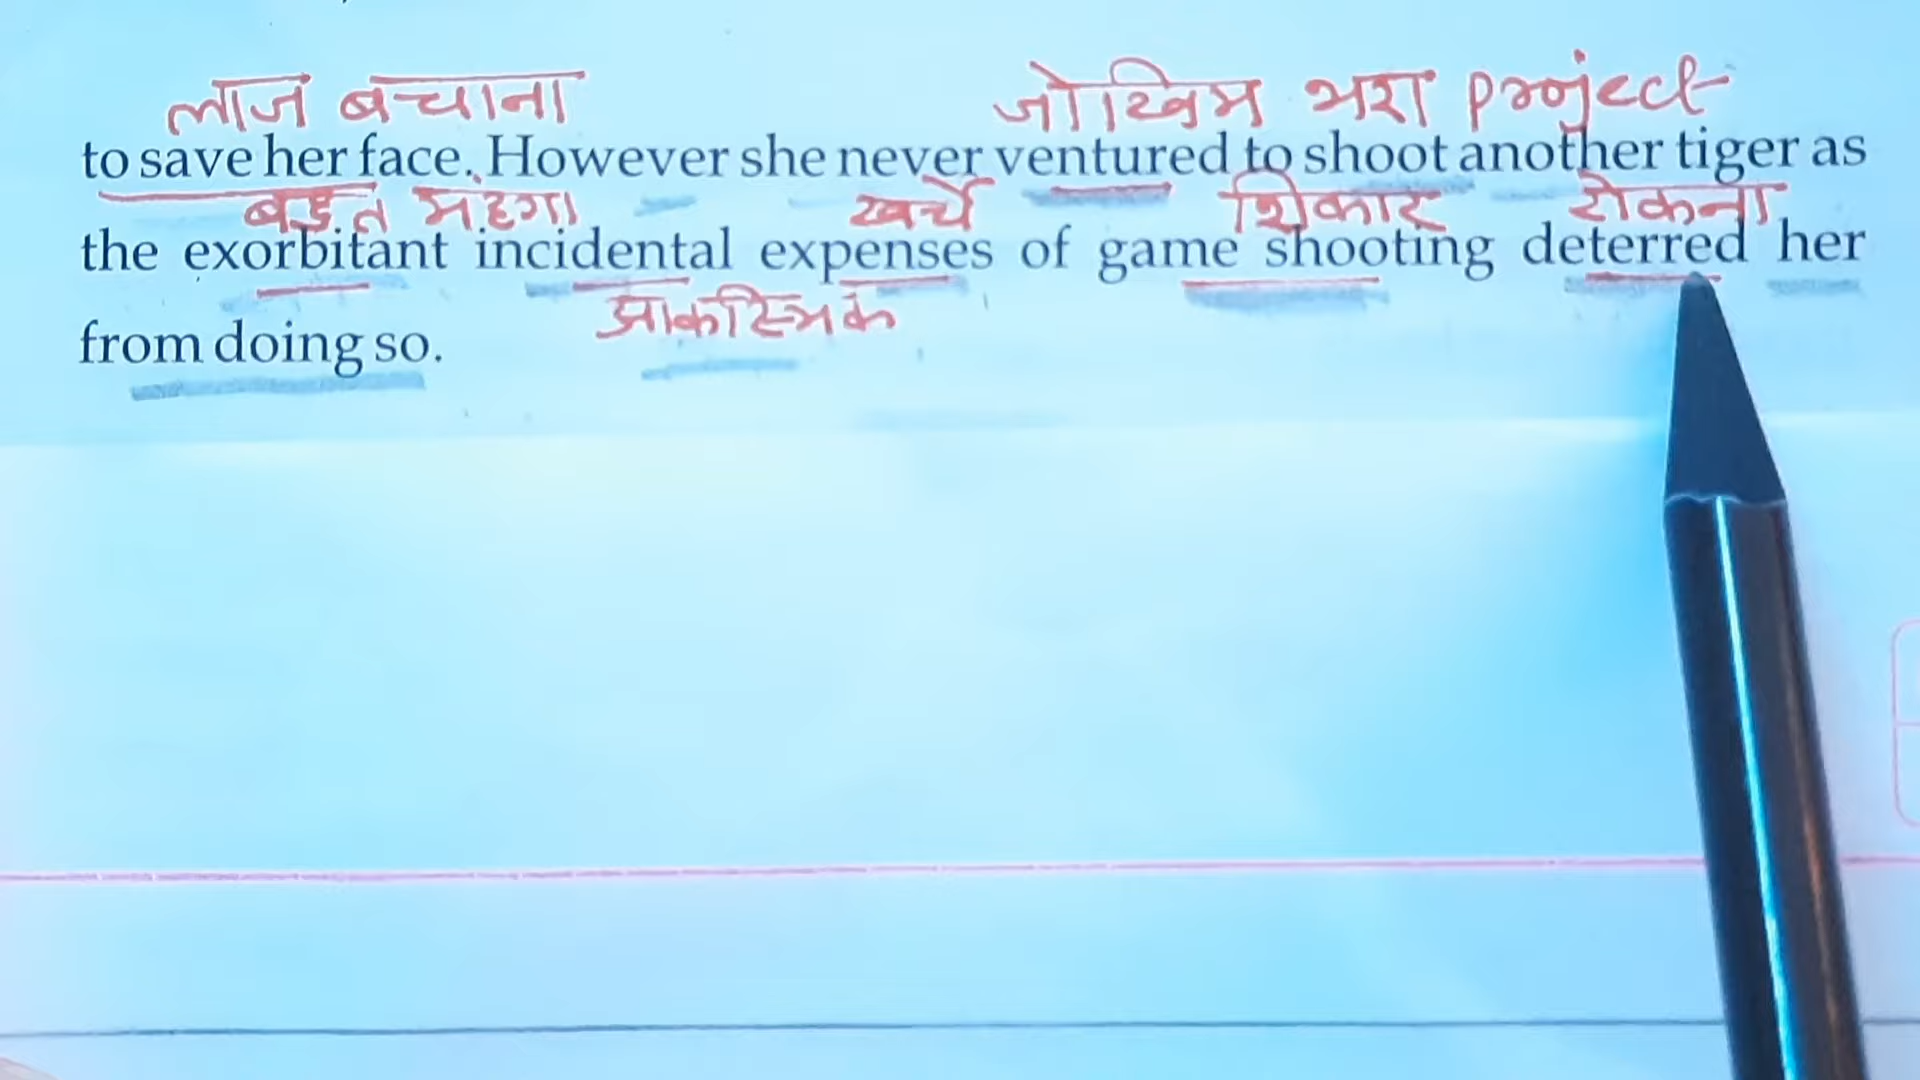 लाज बचाना जोखिम भरा project
to save her face. However she never ventured to shoot another tiger as
बहुत महंगा खर्चे शिकार रोकना
the exorbitant incidental expenses of game shooting deterred her
आकस्मिक
from doing so.